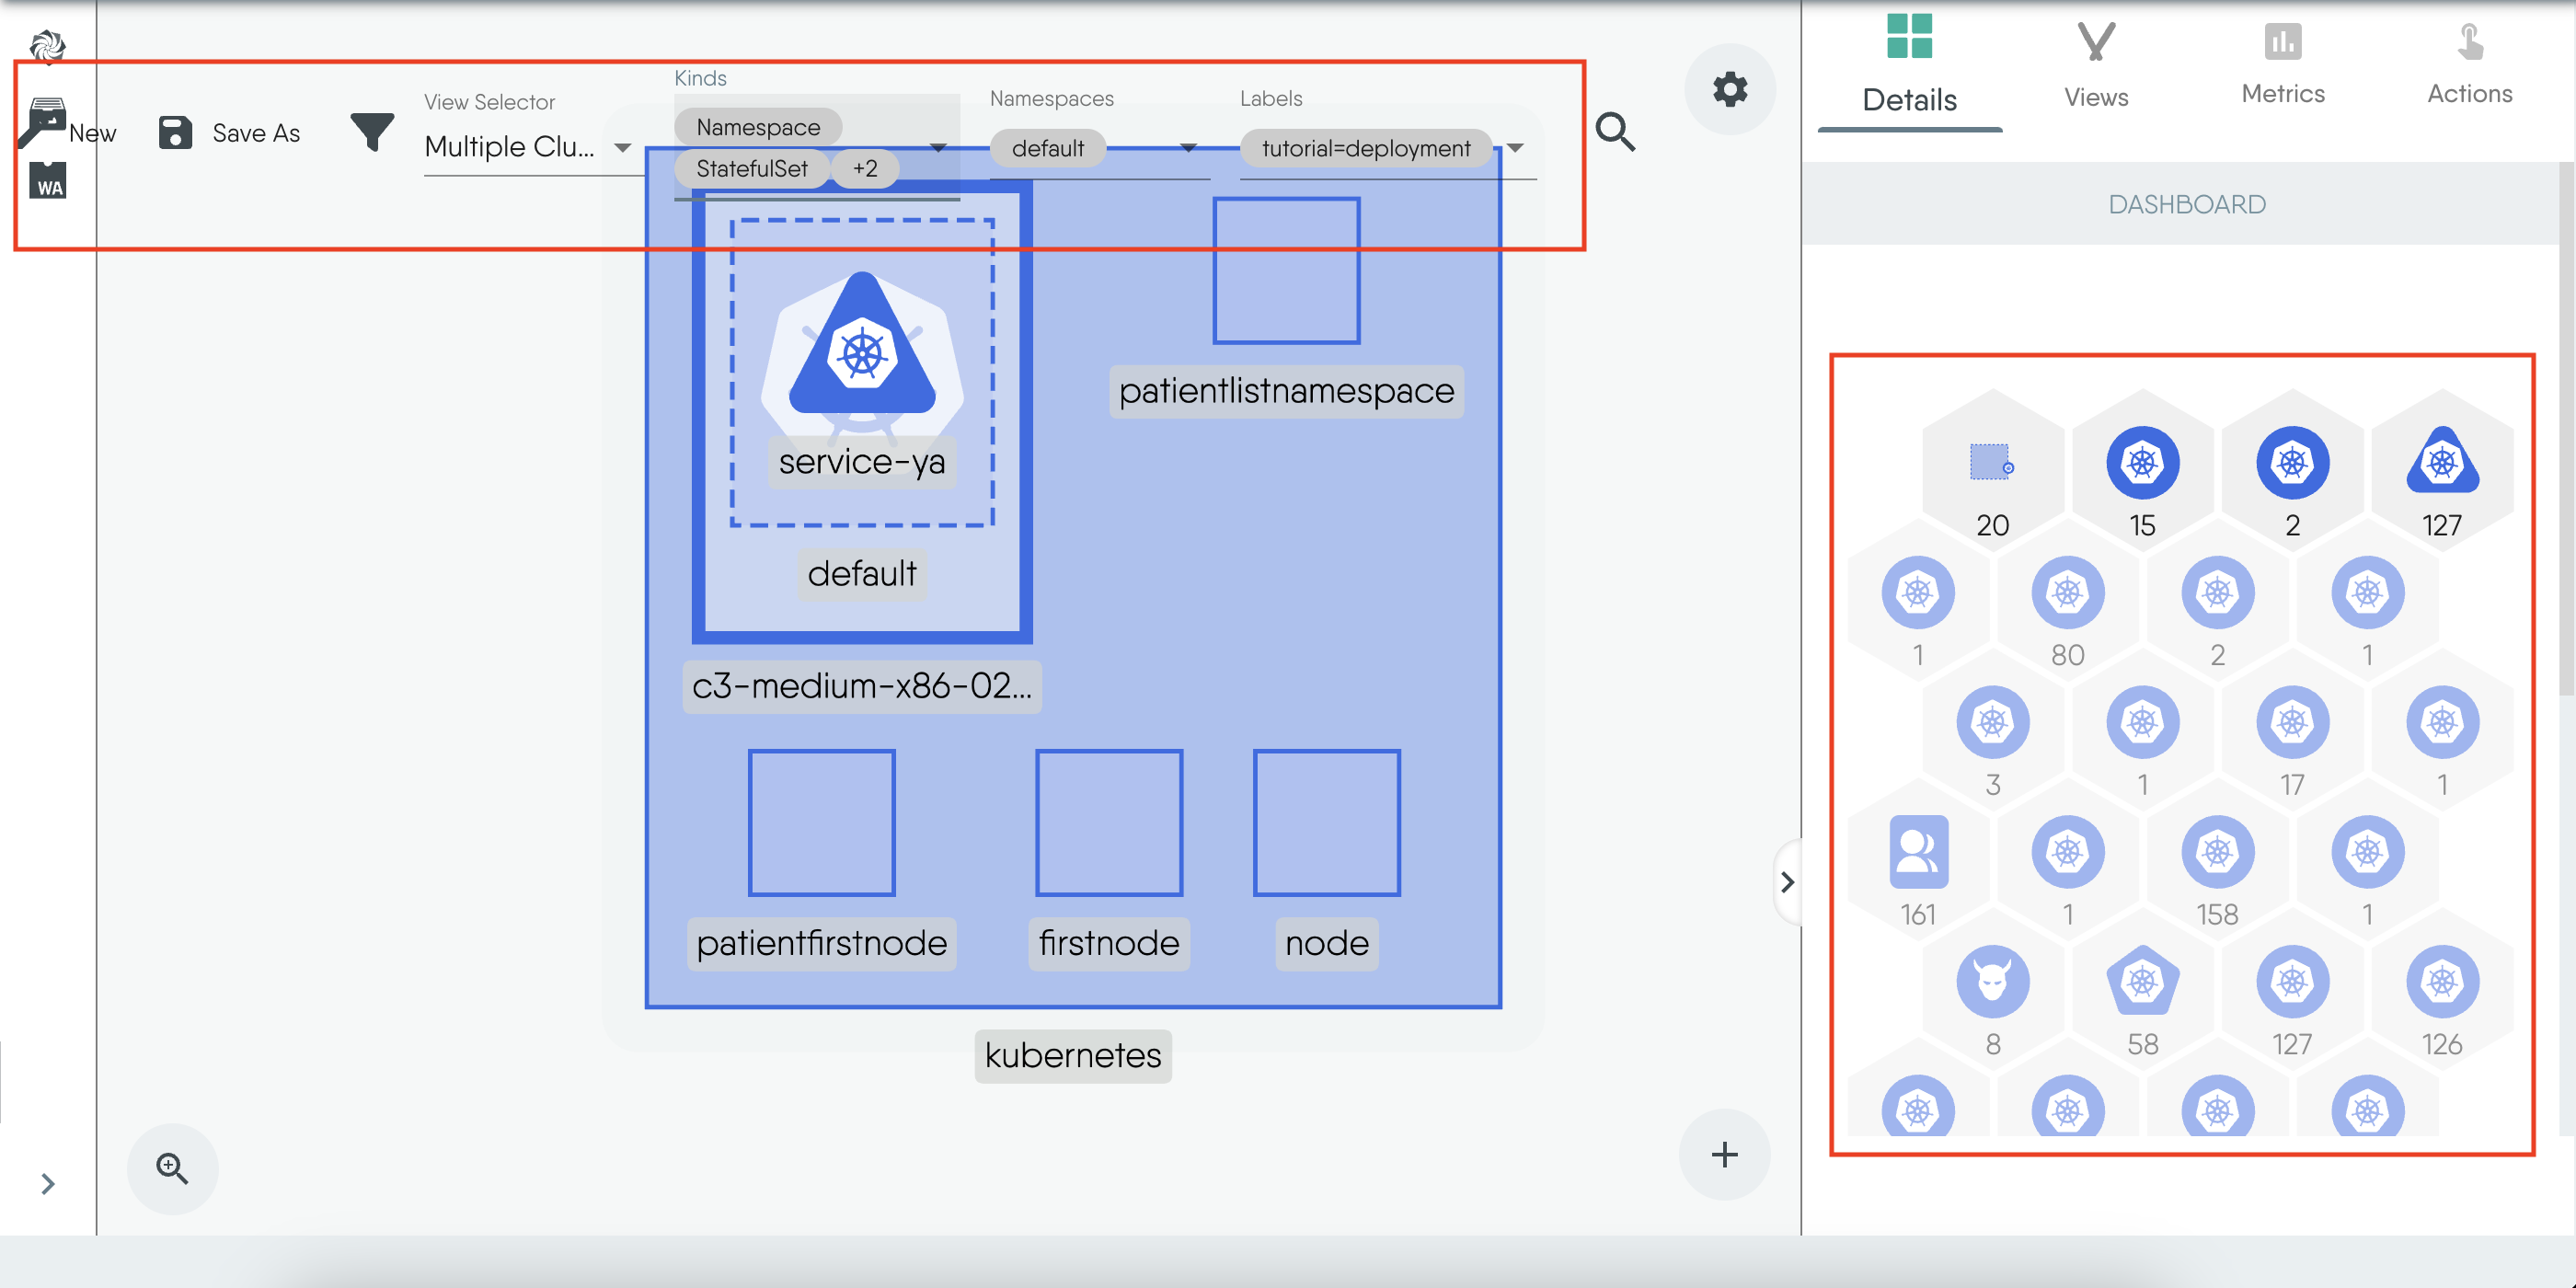 New
Save As
View Selector
Multiple Clu...
Kinds
Namespace
StatefulSet +2
Namespaces
default
Labels
tutorial=deployment
WA
service-ya
default
c3-medium-x86-02...
patientlistnamespace
patientfirstnode
firstnode
node
kubernetes
Details
Views
Metrics
Actions
DASHBOARD
20 15 2 127
1 80 2 1
3 1 17 1
161 1 158 1
8 58 127 126